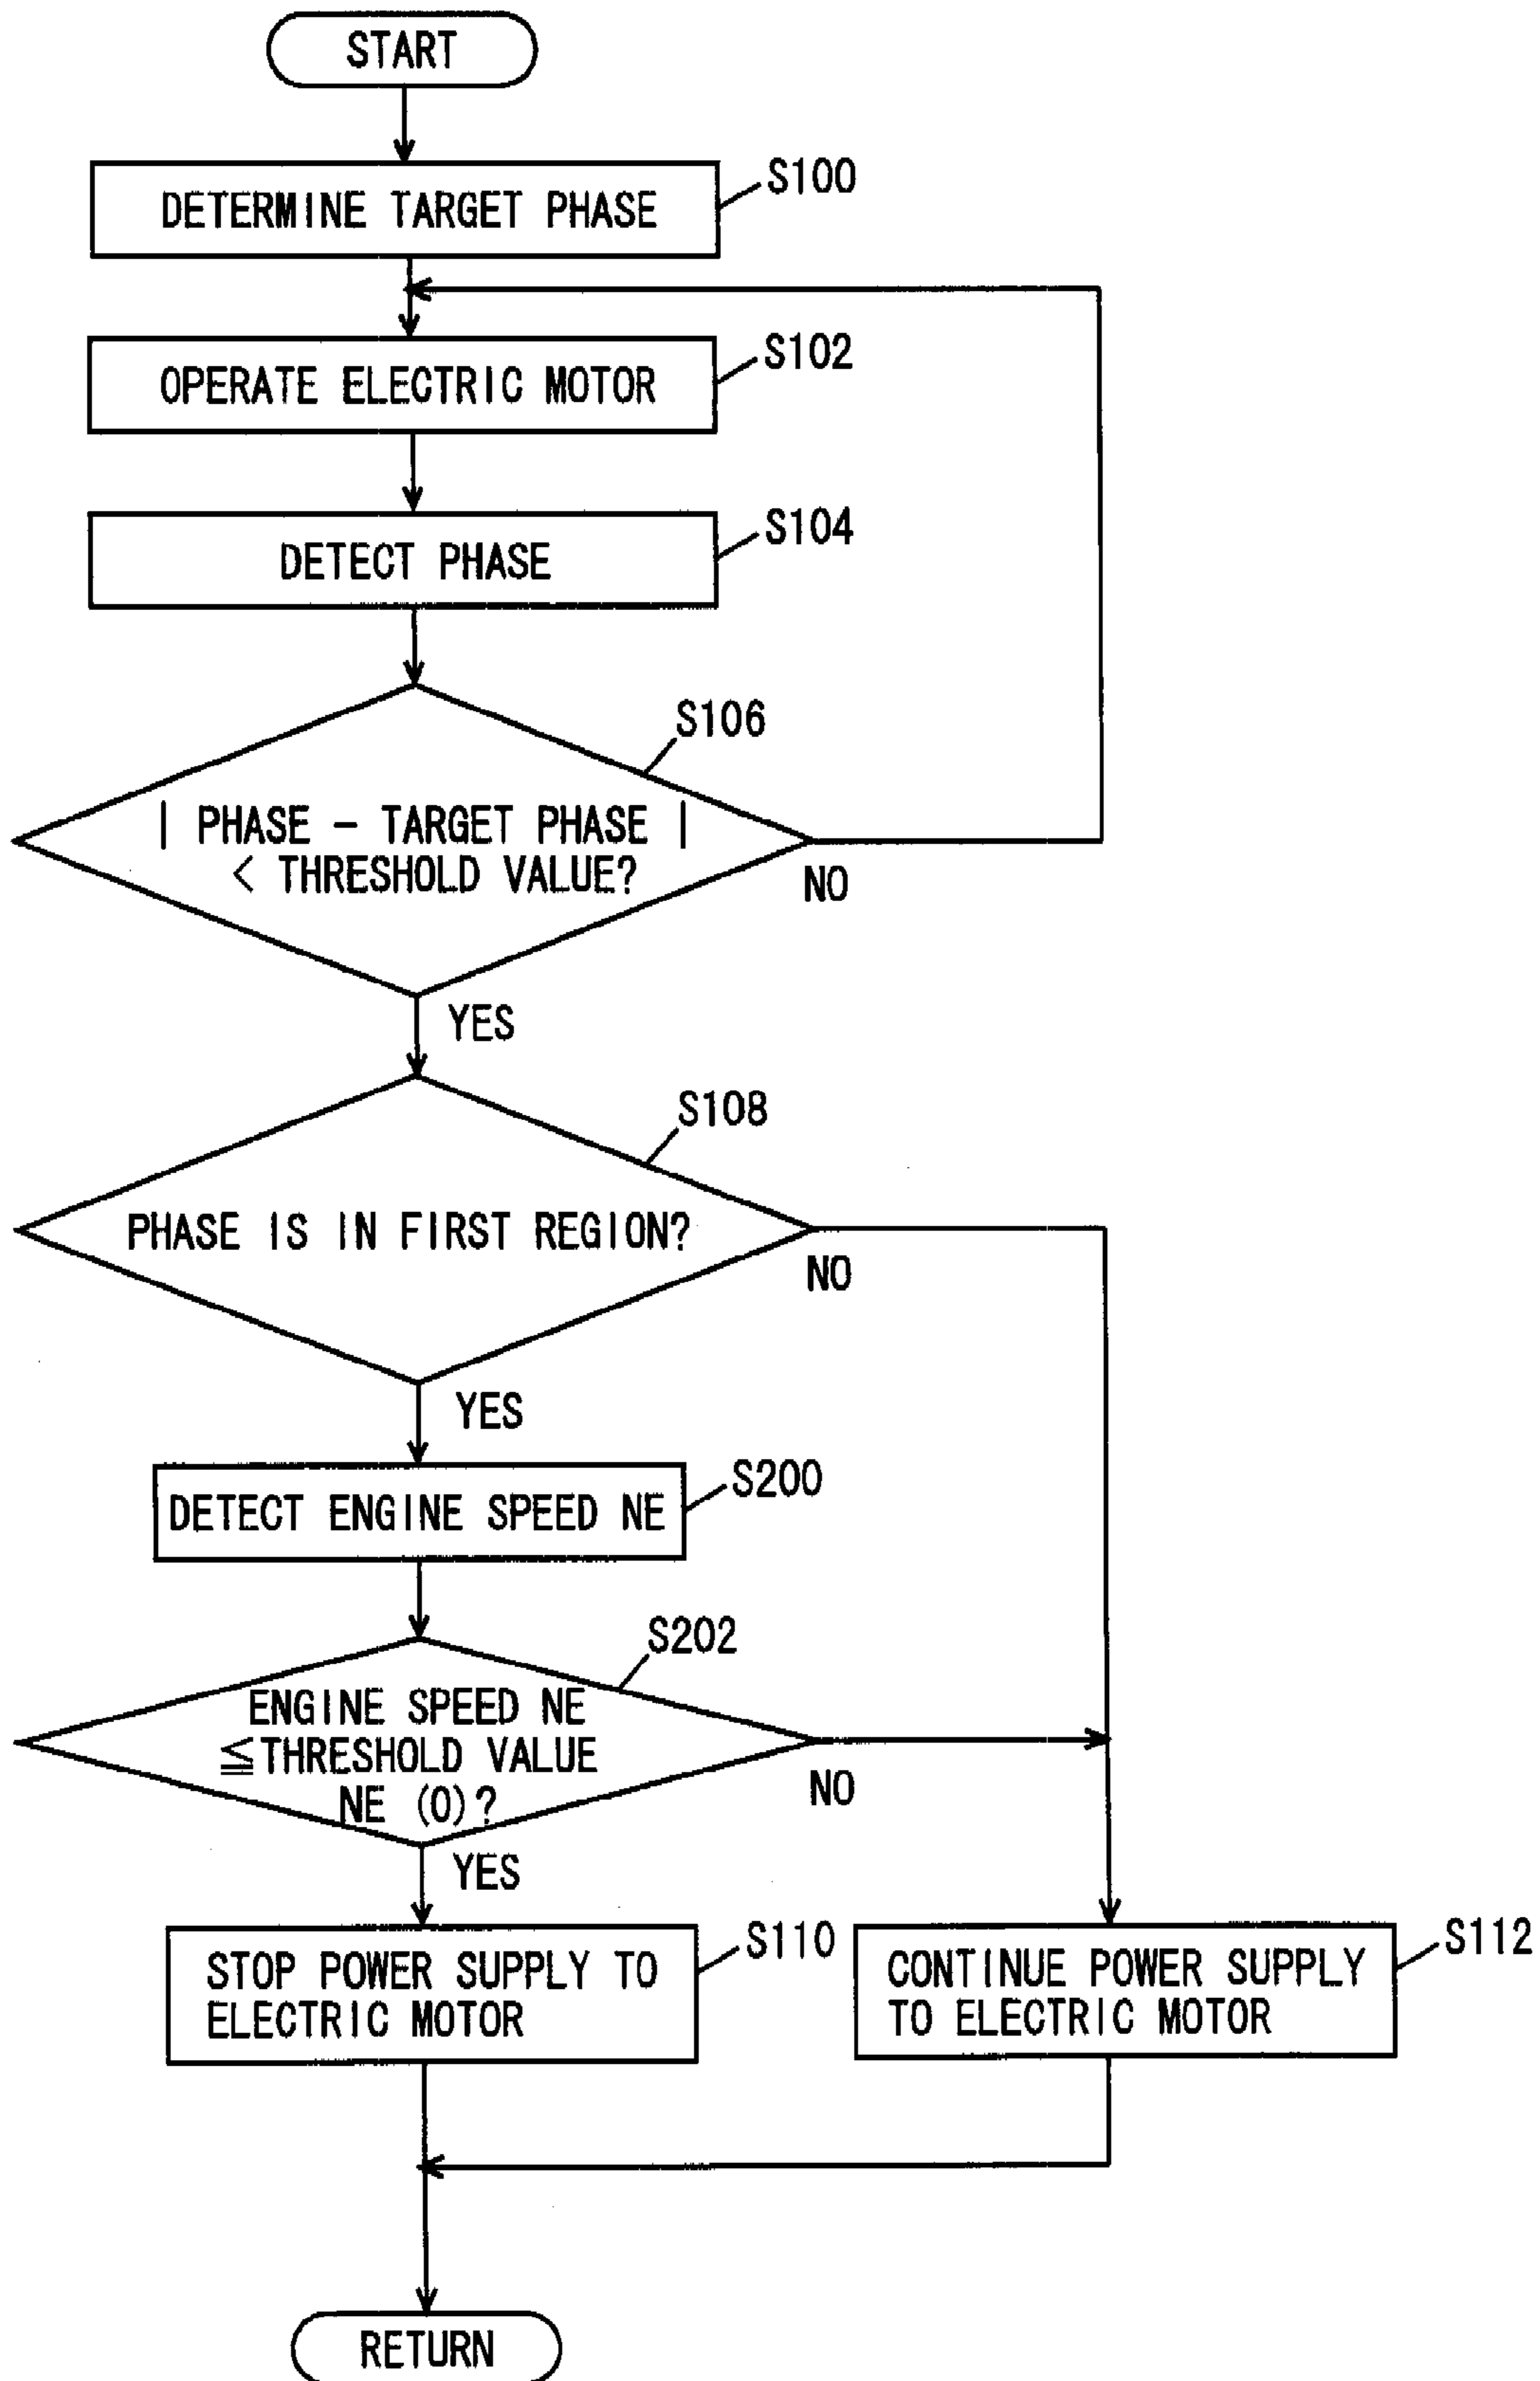 START
DETERMINE TARGET PHASE
S100
OPERATE ELECTRIC MOTOR
S102
DETECT PHASE
S104
S106
| PHASE - TARGET PHASE |
< THRESHOLD VALUE?
NO
YES
S108
PHASE IS IN FIRST REGION?
NO
YES
DETECT ENGINE SPEED NE
S200
S202
ENGINE SPEED NE
≦THRESHOLD VALUE
NE (0)?
NO
YES
STOP POWER SUPPLY TO
ELECTRIC MOTOR
S110
CONTINUE POWER SUPPLY
TO ELECTRIC MOTOR
S112
RETURN